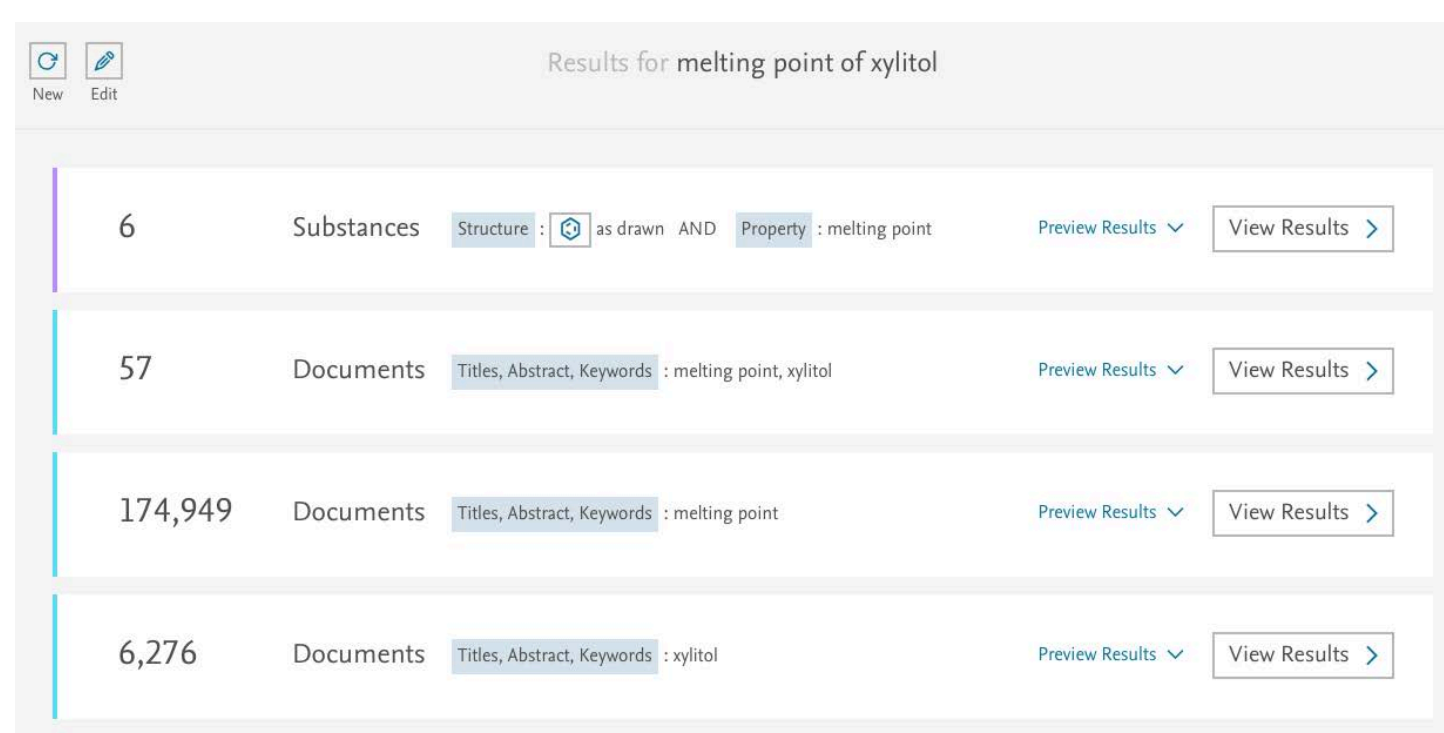 Results for melting point of xylitol
New Edit
6 Substances Structure : as drawn AND Property : melting point Preview Results View Results
57 Documents Titles, Abstract, Keywords : melting point, xylitol Preview Results View Results
174,949 Documents Titles, Abstract, Keywords : melting point Preview Results View Results
6,276 Documents Titles, Abstract, Keywords : xylitol Preview Results View Results